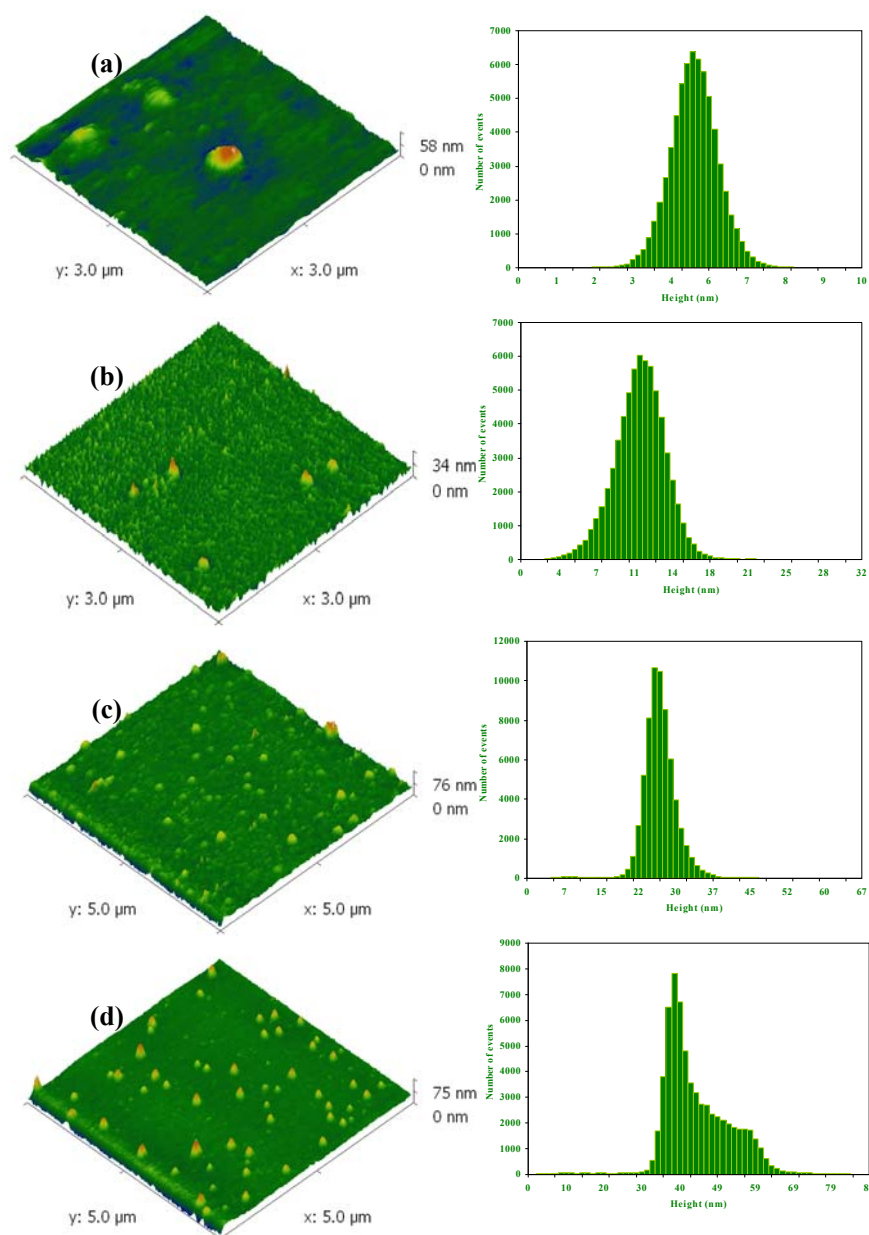 (a)
58 nm
0 nm
y: 3.0 µm
x: 3.0 µm
Number of events
7000
6000
5000
4000
3000
2000
1000
0
0 1 1 2 3 4 5 6 7 8 9 9 10
Height (nm)
(b)
34 nm
0 nm
y: 3.0 µm
x: 3.0 µm
Number of events
7000
6000
5000
4000
3000
2000
1000
0
0 4 7 11 14 18 21 25 28 32
Height (nm)
(c)
76 nm
0 nm
y: 5.0 µm
x: 5.0 µm
Number of events
12000
10000
8000
6000
4000
2000
0
0 7 15 22 30 37 45 52 60 67
Height (nm)
(d)
75 nm
0 nm
y: 5.0 µm
x: 5.0 µm
Number of events
9000
8000
7000
6000
5000
4000
3000
2000
1000
0
0 10 20 30 40 49 59 69 79 8
Height (nm)